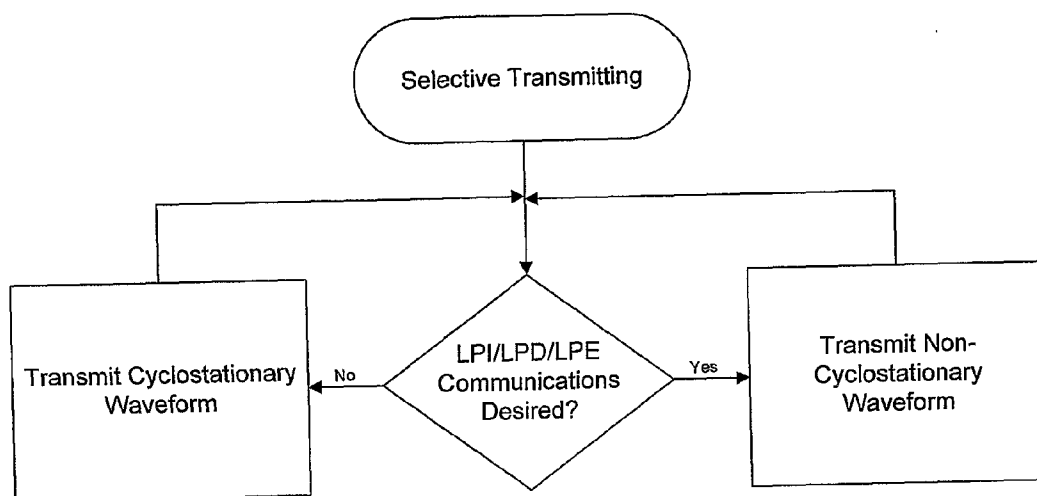 Selective Transmitting
LPI/LPD/LPE
Communications
Desired?
No
Yes
Transmit Cyclostationary
Waveform
Transmit Non-
Cyclostationary
Waveform